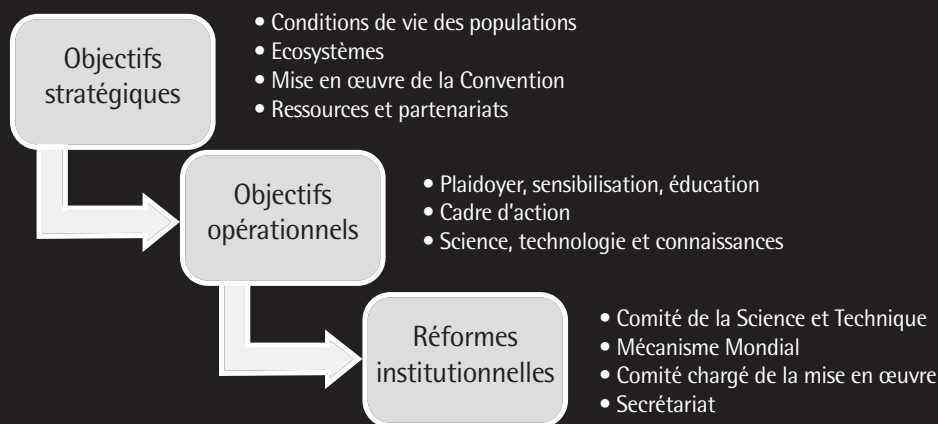 Objectifs
stratégiques
• Conditions de vie des populations
• Ecosystèmes
• Mise en œuvre de la Convention
• Ressources et partenariats
Objectifs
opérationnels
• Plaidoyer, sensibilisation, éducation
• Cadre d'action
• Science, technologie et connaissances
Réformes
institutionnelles
• Comité de la Science et Technique
• Mécanisme Mondial
• Comité chargé de la mise en œuvre
• Secrétariat